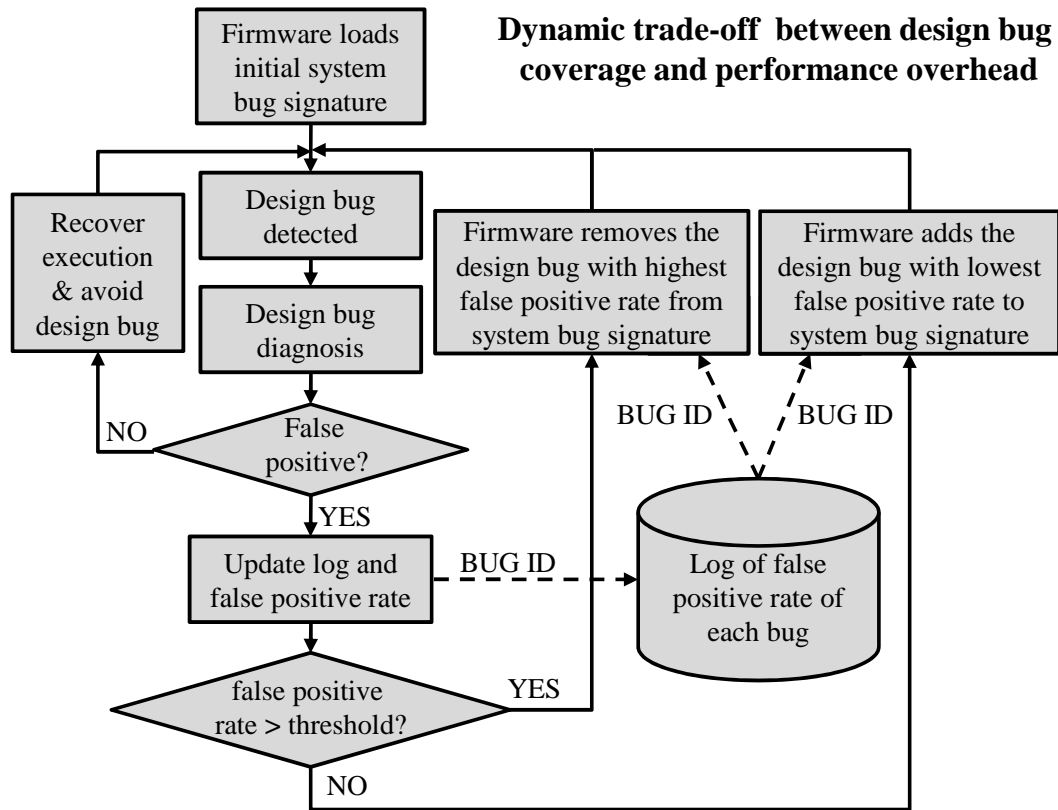 Dynamic trade-off between design bug
coverage and performance overhead
Firmware loads
initial system
bug signature
Recover
execution
& avoid
design bug
Design bug
detected
Firmware removes the
design bug with highest
false positive rate from
system bug signature
Firmware adds the
design bug with lowest
false positive rate to
system bug signature
Design bug
diagnosis
NO
False
positive?
BUG ID
BUG ID
YES
Update log and
false positive rate
BUG ID
Log of false
positive rate of
each bug
false positive
rate > threshold?
YES
NO